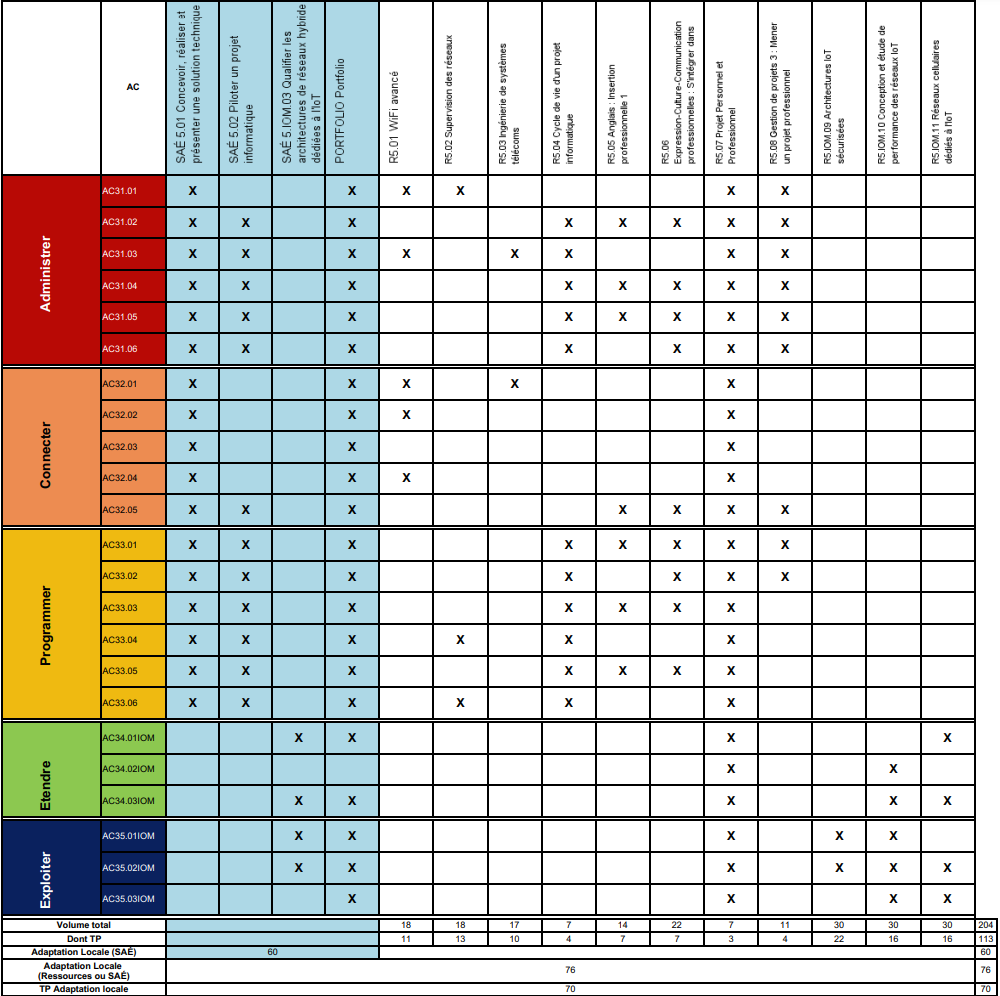 AC
SAÉ 5.01 Concevoir, réaliser et
présenter une solution technique
SAÉ 5.02 Piloter un projet
informatique
SAÉ 5.IOM.03 Qualifier les
architectures de réseaux hybride
dédiées à l'IoT
PORTFOLIO Portfolio
R5.01 WiFi avancé
R5.02 Supervision des réseaux
R5.03 Ingénierie de systèmes
télécoms
R5.04 Cycle de vie d'un projet
informatique
R5.05 Anglais : Insertion
professionnelle 1
R5.06
Expression-Culture-Communication
professionnelles : S'intégrer dans
R5.07 Projet Personnel et
Professionnel
R5.08 Gestion de projets 3 : Mener
un projet professionnel
R5.IOM.09 Architectures IoT
sécurisées
R5.IOM.10 Conception et étude de
performance des réseaux IoT
R5.IOM.11 Réseaux cellulaires
dédiés à l'IoT
Administrer
AC31.01 X X X X X X
AC31.02 X X X X X X X X
AC31.03 X X X X X X X X
AC31.04 X X X X X X X X
AC31.05 X X X X X X X X
AC31.06 X X X X X X X
Connecter
AC32.01 X X X X X
AC32.02 X X X X
AC32.03 X X X
AC32.04 X X X X
AC32.05 X X X X X X X
Programmer
AC33.01 X X X X X X X X
AC33.02 X X X X X X X
AC33.03 X X X X X X X
AC33.04 X X X X X X
AC33.05 X X X X X X X
AC33.06 X X X X X X
Etendre
AC34.01IOM X X X X
AC34.02IOM X X
AC34.03IOM X X X X X
Exploiter
AC35.01IOM X X X X X
AC35.02IOM X X X X X X
AC35.03IOM X X X X
Volume total 18 18 17 7 14 22 7 11 30 30 30 204
Dont TP 11 13 10 4 7 7 3 4 22 16 16 113
Adaptation Locale (SAÉ) 60 60
Adaptation Locale
(Ressources ou SAÉ) 76 76
TP Adaptation locale 70 70